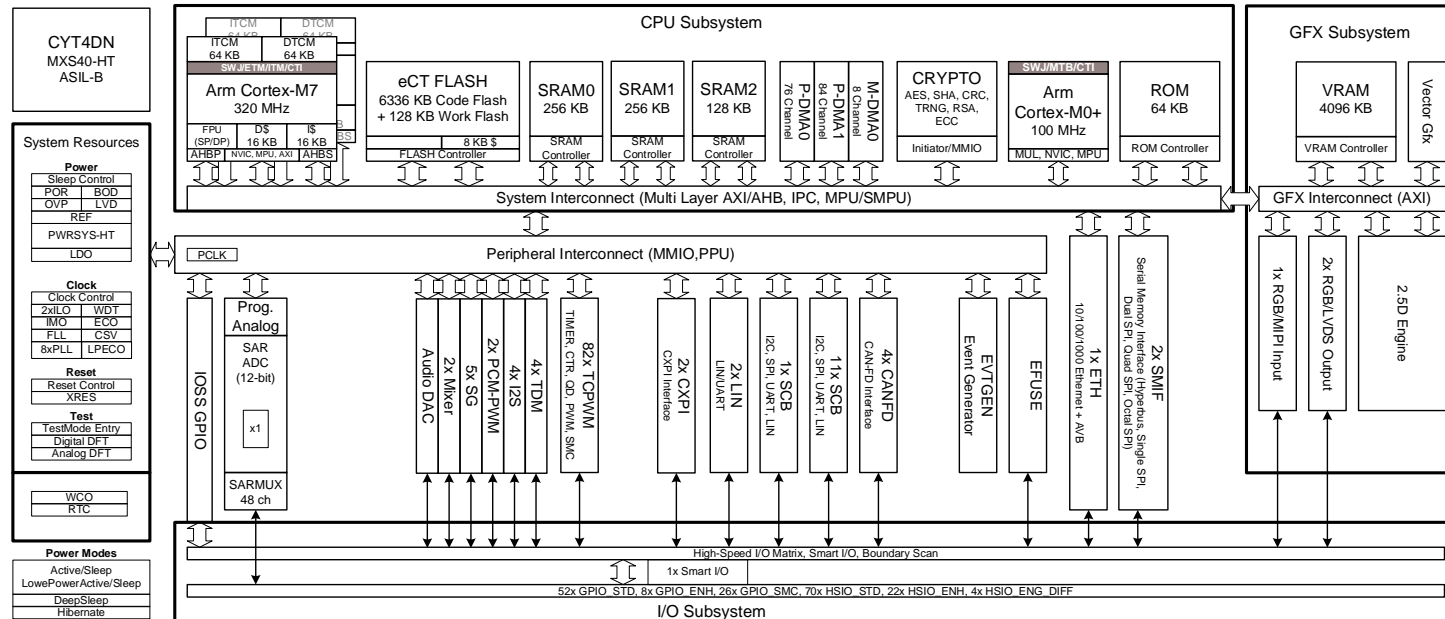 CYT4DN
MXS40-HT
ASIL-B
CPU Subsystem
ITCM
64 KB
DTCM
64 KB
ITCM
64 KB
DTCM
64 KB
SWJ/ETM/ITM/CTI
Arm Cortex-M7
320 MHz
FPU
(SP/DP)
D$
16 KB
I$
16 KB
AHBP
NVIC, MPU, AXI
AHBS
eCT FLASH
6336 KB Code Flash
+ 128 KB Work Flash
8 KB $
FLASH Controller
SRAM0
256 KB
SRAM
Controller
SRAM1
256 KB
SRAM
Controller
SRAM2
128 KB
SRAM
Controller
P-DMA0
76 Channel
P-DMA1
84 Channel
M-DMA0
8 Channel
CRYPTO
AES, SHA, CRC,
TRNG, RSA,
ECC
Initiator/MMIO
SWJ/MTB/CTI
Arm
Cortex-M0+
100 MHz
MUL, NVIC, MPU
ROM
64 KB
ROM Controller
System Interconnect (Multi Layer AXI/AHB, IPC, MPU/SMPU)
GFX Subsystem
VRAM
4096 KB
VRAM Controller
Vector Gfx
GFX Interconnect (AXI)
1x RGB/MIPI Input
2x RGB/LVDS Output
2.5D Engine
System Resources
Power
Sleep Control
POR
BOD
OVP
LVD
REF
PWRSYS-HT
LDO
Clock
Clock Control
2xILO
WDT
IMO
ECO
FLL
CSV
8xPLL
LPECO
Reset
Reset Control
XRES
Test
TestMode Entry
Digital DFT
Analog DFT
WCO
RTC
Power Modes
Active/Sleep
LowePowerActive/Sleep
DeepSleep
Hibernate
PCLK
Peripheral Interconnect (MMIO,PPU)
IOSS GPIO
Prog.
Analog
SAR
ADC
(12-bit)
x1
SARMUX
48 ch
Audio DAC
2x Mixer
5x SG
2x PCM-PWM
4x I2S
4x TDM
82x TCPWM
TIMER, CTR, QD, PWM, SMC
2x CXPI
CXPI Interface
2x LIN
LIN/UART
1x SCB
I2C, SPI, UART, LIN
11x SCB
I2C, SPI, UART, LIN
4x CANFD
CAN-FD Interface
EVTGEN
Event Generator
EFUSE
1x ETH
10/100/1000 Ethernet + AVB
2x SMIF
Serial Memory Interface (Hyperbus, Single SPI,
Dual SPI, Quad SPI, Octal SPI)
High-Speed I/O Matrix, Smart I/O, Boundary Scan
1x Smart I/O
52x GPIO_STD, 8x GPIO_ENH, 26x GPIO_SMC, 70x HSIO_STD, 22x HSIO_ENH, 4x HSIO_ENG_DIFF
I/O Subsystem